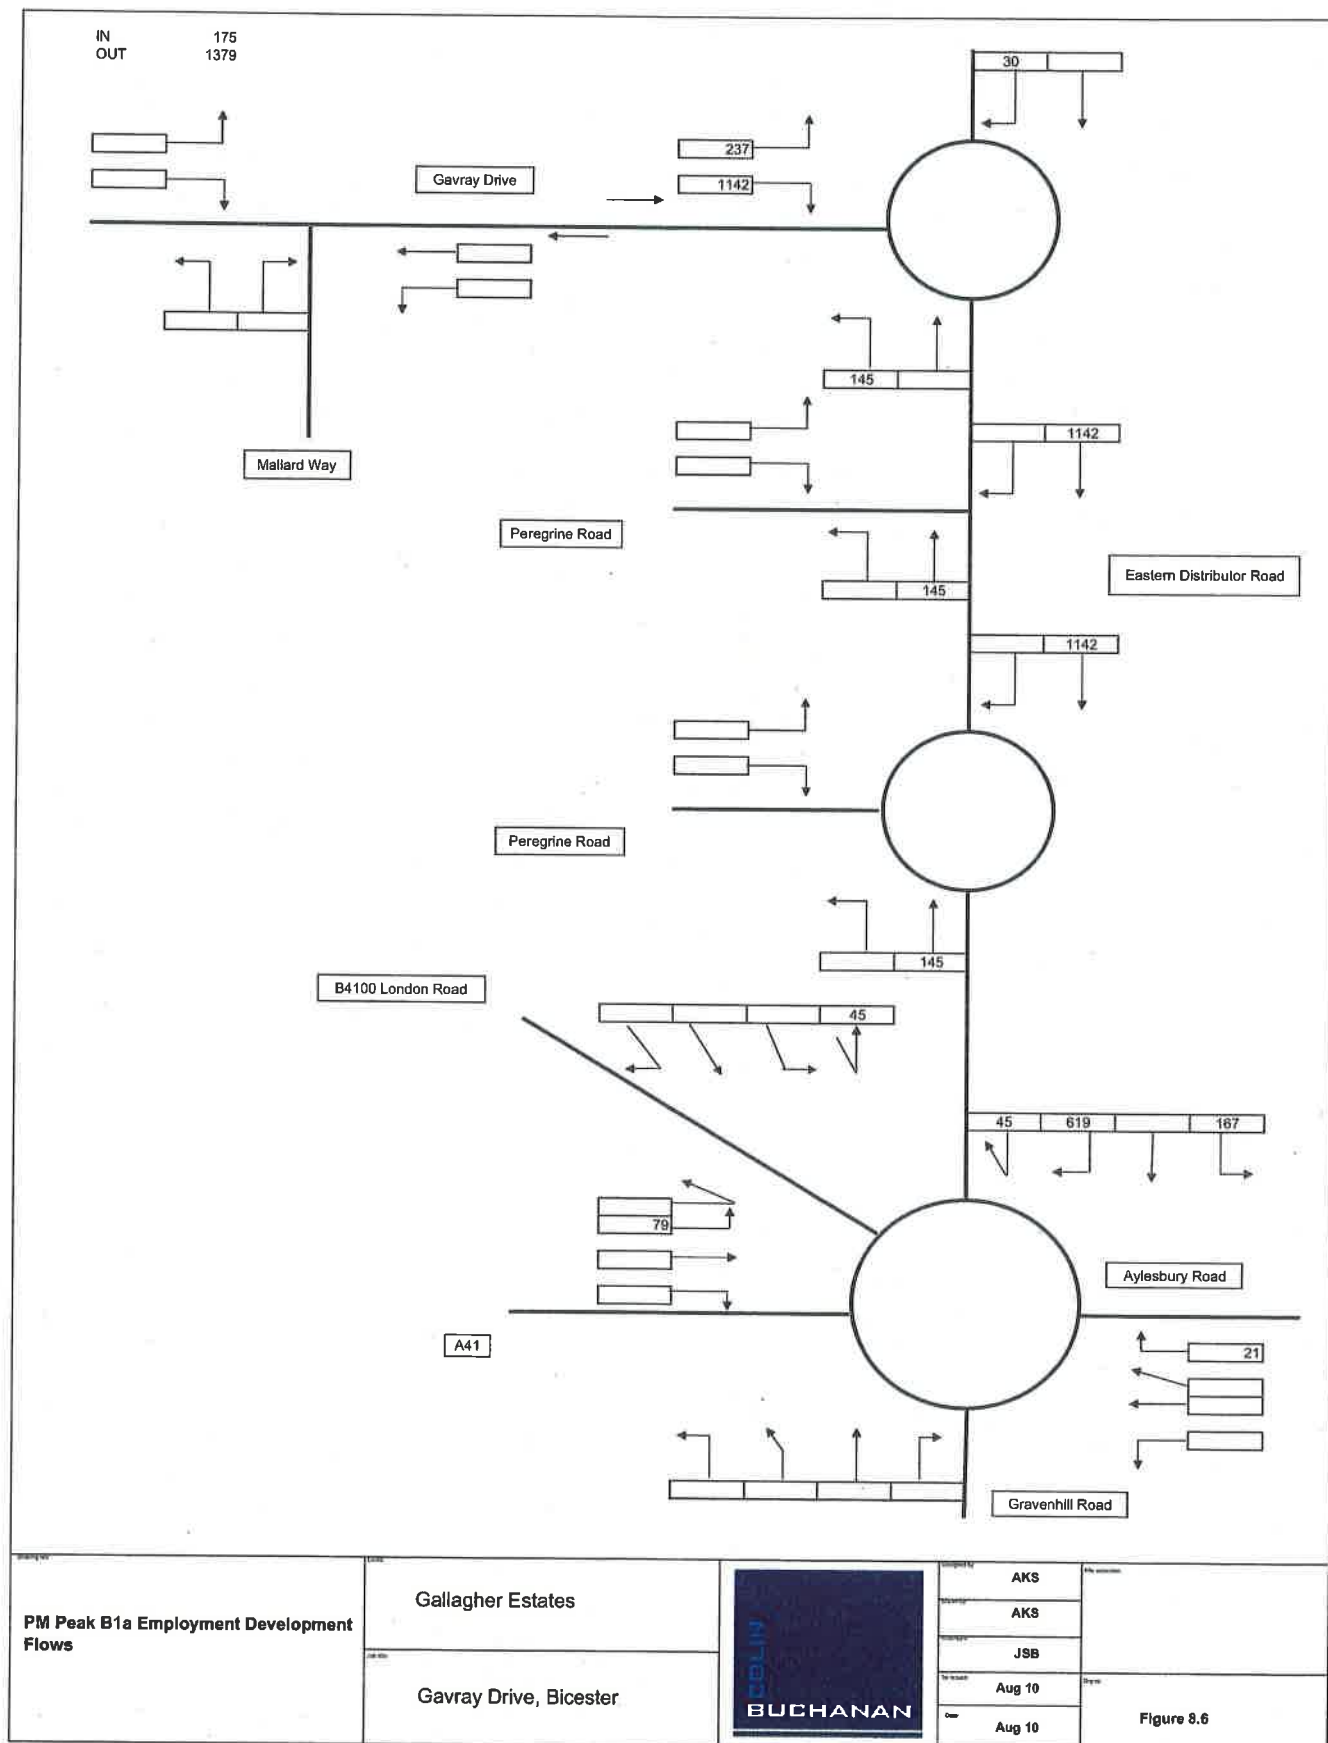 IN 175
OUT 1379
30
237
1142
Gavray Drive
145
1142
Mallard Way
Peregrine Road
145
Eastern Distributor Road
1142
Peregrine Road
145
B4100 London Road
45
45 619 167
79
Aylesbury Road
A41
21
Gravenhill Road
PM Peak B1a Employment Development
Flows
Gallagher Estates
Gavray Drive, Bicester
COLIN
BUCHANAN
AKS
AKS
JSB
Aug 10
Date
Aug 10
Figure 8.6